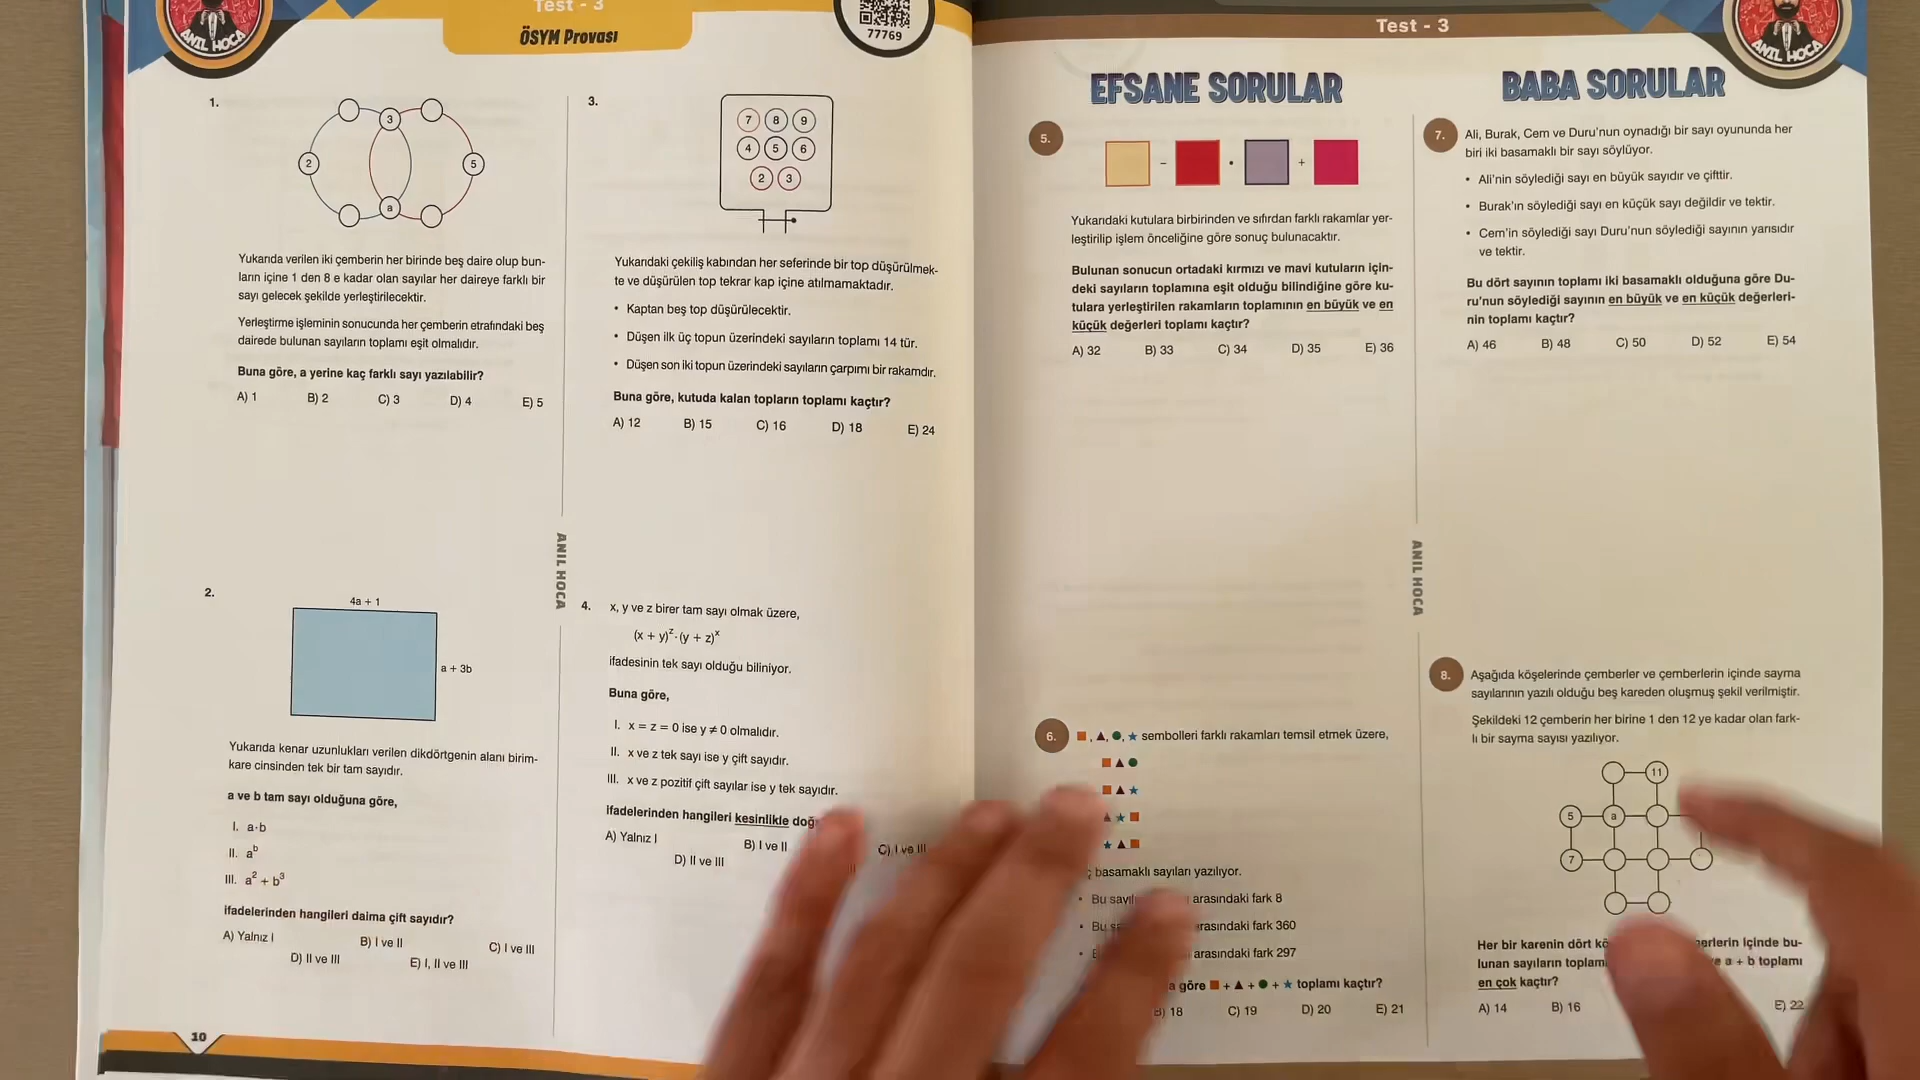 Test - 3
ÖSYM Provası
ANIL HOCA
77769
1.
3
2
5
a
Yukarıda verilen iki çemberin her birinde beş daire olup bun-
ların içine 1 den 8 e kadar olan sayılar her daireye farklı bir
sayı gelecek şekilde yerleştirilecektir.
Yerleştirme işleminin sonucunda her çemberin etrafındaki beş
dairede bulunan sayıların toplamı eşit olmalıdır.
Buna göre, a yerine kaç farklı sayı yazılabilir?
A) 1 B) 2 C) 3 D) 4 E) 5
2.
4a + 1
a + 3b
Yukarıda kenar uzunlukları verilen dikdörtgenin alanı birim-
kare cinsinden tek bir tam sayıdır.
a ve b tam sayı olduğuna göre,
I. a·b
II. a^b
III. a² + b³
ifadelerinden hangileri daima çift sayıdır?
A) Yalnız I B) I ve II C) I ve III
D) II ve III E) I, II ve III
10
ANIL HOCA
3.
7 8 9
4 5 6
2 3
Yukarıdaki çekiliş kabından her seferinde bir top düşürülmek-
te ve düşürülen top tekrar kap içine atılmamaktadır.
• Kaptan beş top düşürülecektir.
• Düşen ilk üç topun üzerindeki sayıların toplamı 14 tür.
• Düşen son iki topun üzerindeki sayıların çarpımı bir rakamdır.
Buna göre, kutuda kalan topların toplamı kaçtır?
A) 12 B) 15 C) 16 D) 18 E) 24
4. x, y ve z birer tam sayı olmak üzere,
(x + y)^z·(y + z)^x
ifadesinin tek sayı olduğu biliniyor.
Buna göre,
I. x = z = 0 ise y ≠ 0 olmalıdır.
II. x ve z tek sayı ise y çift sayıdır.
III. x ve z pozitif çift sayılar ise y tek sayıdır.
ifadelerinden hangileri kesinlikle
A) Yalnız I B) I ve II C) I ve III
D) II ve III
Test - 3
ANIL HOCA
EFSANE SORULAR
5.
- · +
Yukarıdaki kutulara birbirinden ve sıfırdan farklı rakamlar yer-
leştirilip işlem önceliğine göre sonuç bulunacaktır.
Bulunan sonucun ortadaki kırmızı ve mavi kutuların için-
deki sayıların toplamına eşit olduğu bilindiğine göre ku-
tulara yerleştirilen rakamların toplamının en büyük ve en
küçük değerleri toplamı kaçtır?
A) 32 B) 33 C) 34 D) 35 E) 36
6. ■, ▲, ●, ★ sembolleri farklı rakamları temsil etmek üzere,
■ ▲ ●
■ ▲ ★
▲ ★ ■
★ ▲ ■
basamaklı sayıları yazılıyor.
• Bu arasındaki fark 8
• Bu arasındaki fark 360
• arasındaki fark 297
göre ■ + ▲ + ● + ★ toplamı kaçtır?
B) 18 C) 19 D) 20 E) 21
ANIL HOCA
BABA SORULAR
7. Ali, Burak, Cem ve Duru'nun oynadığı bir sayı oyununda her
biri iki basamaklı bir sayı söylüyor.
• Ali'nin söylediği sayı en büyük sayıdır ve çifttir.
• Burak'ın söylediği sayı en küçük sayı değildir ve tektir.
• Cem'in söylediği sayı Duru'nun söylediği sayının yarısıdır
ve tektir.
Bu dört sayının toplamı iki basamaklı olduğuna göre Du-
ru'nun söylediği sayının en büyük ve en küçük değerleri-
nin toplamı kaçtır?
A) 46 B) 48 C) 50 D) 52 E) 54
8. Aşağıda köşelerinde çemberler ve çemberlerin içinde sayma
sayılarının yazılı olduğu beş kareden oluşmuş şekil verilmiştir.
Şekildeki 12 çemberin her birine 1 den 12 ye kadar olan fark-
lı bir sayma sayısı yazılıyor.
11
5 a
7
Her bir karenin dört içinde bu-
lunan sayıların a + b toplamı
en çok kaçtır?
A) 14 B) 16 E) 22